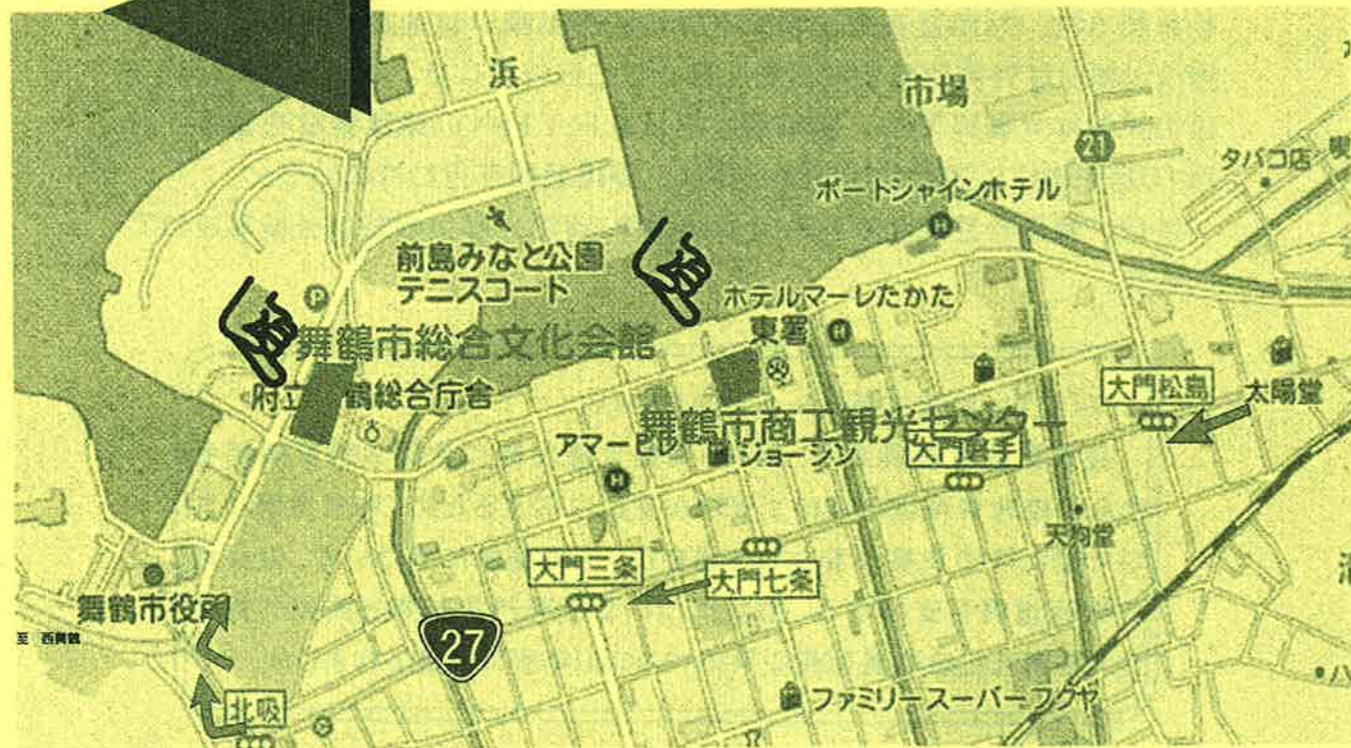 浜
市場
21
タバコ店
ポートシャインホテル
前島みなと公園
テニスコート
P
H
ホテルマーレたかた
東署
H
舞鶴市総合文化会館
大門松島
太陽堂
府立 鶴総合庁舎
舞鶴市商工観光センター
アマービレ
ジョーシン
大門磐手
H
天狗堂
大門三条
大門七条
舞鶴市役所
至 西舞鶴
27
北吸
ファミリースーパーフクヤ